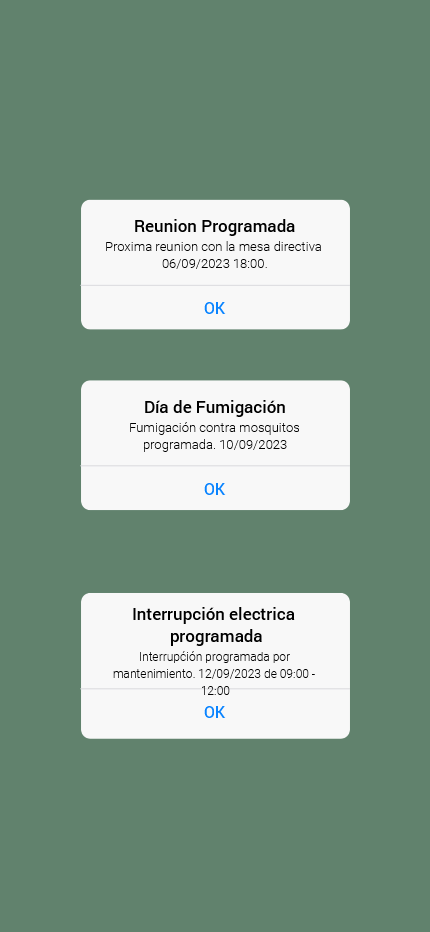 Reunion Programada
Proxima reunion con la mesa directiva
06/09/2023 18:00.
OK
Día de Fumigación
Fumigación contra mosquitos
programada. 10/09/2023
OK
Interrupción electrica
programada
Interrupćión programada por
mantenimiento. 12/09/2023 de 09:00 -
12:00
OK